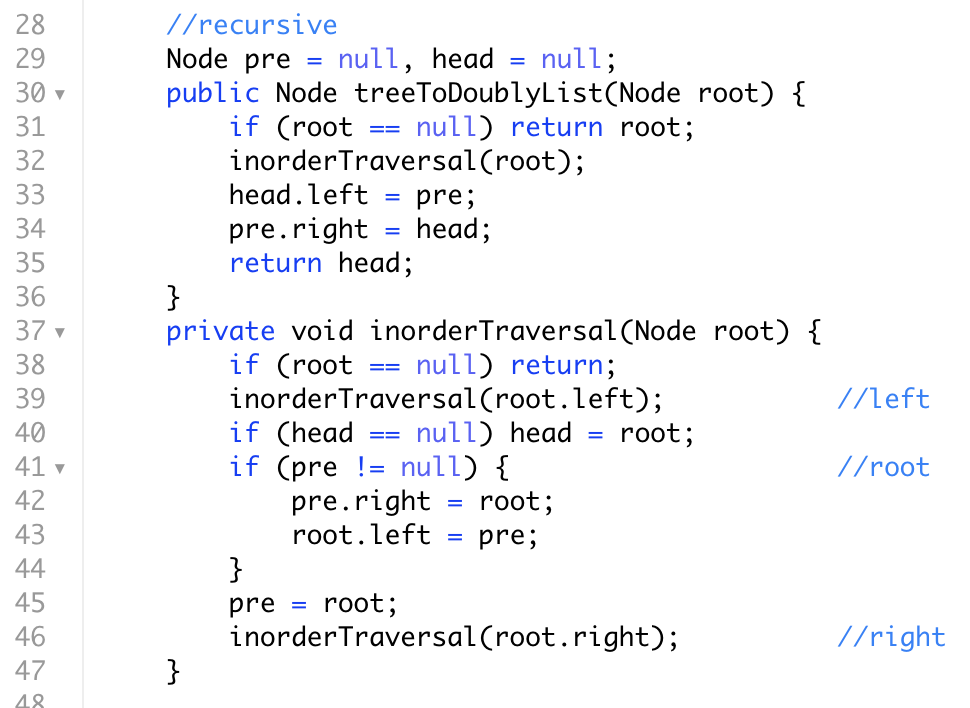 28 //recursive
29 Node pre = null, head = null;
30 ▾ public Node treeToDoublyList(Node root) {
31 if (root == null) return root;
32 inorderTraversal(root);
33 head.left = pre;
34 pre.right = head;
35 return head;
36 }
37 ▾ private void inorderTraversal(Node root) {
38 if (root == null) return;
39 inorderTraversal(root.left); //left
40 if (head == null) head = root;
41 ▾ if (pre != null) { //root
42 pre.right = root;
43 root.left = pre;
44 }
45 pre = root;
46 inorderTraversal(root.right); //right
47 }
48